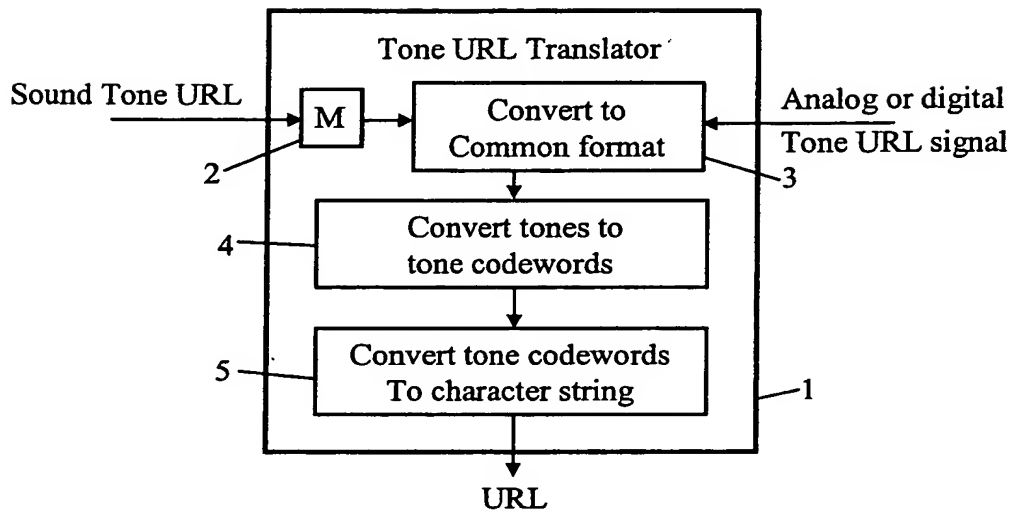 Tone URL Translator
Sound Tone URL
M
Convert to
Common format
Analog or digital
Tone URL signal
2
3
4
Convert tones to
tone codewords
5
Convert tone codewords
To character string
1
URL